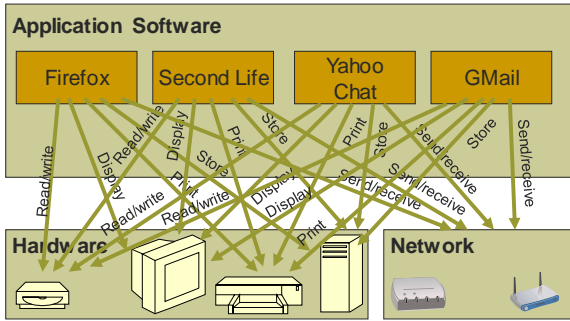 Application Software
Firefox
Second Life
Yahoo
Chat
GMail
Read/write
Display
Read/write
Display
Print
Print
Store
Store
Print
Store
Send/receive
Store
Send/receive
Read/write
Read/write
Display
Display
Send/receive
Send/receive
Print
Hardware
Network